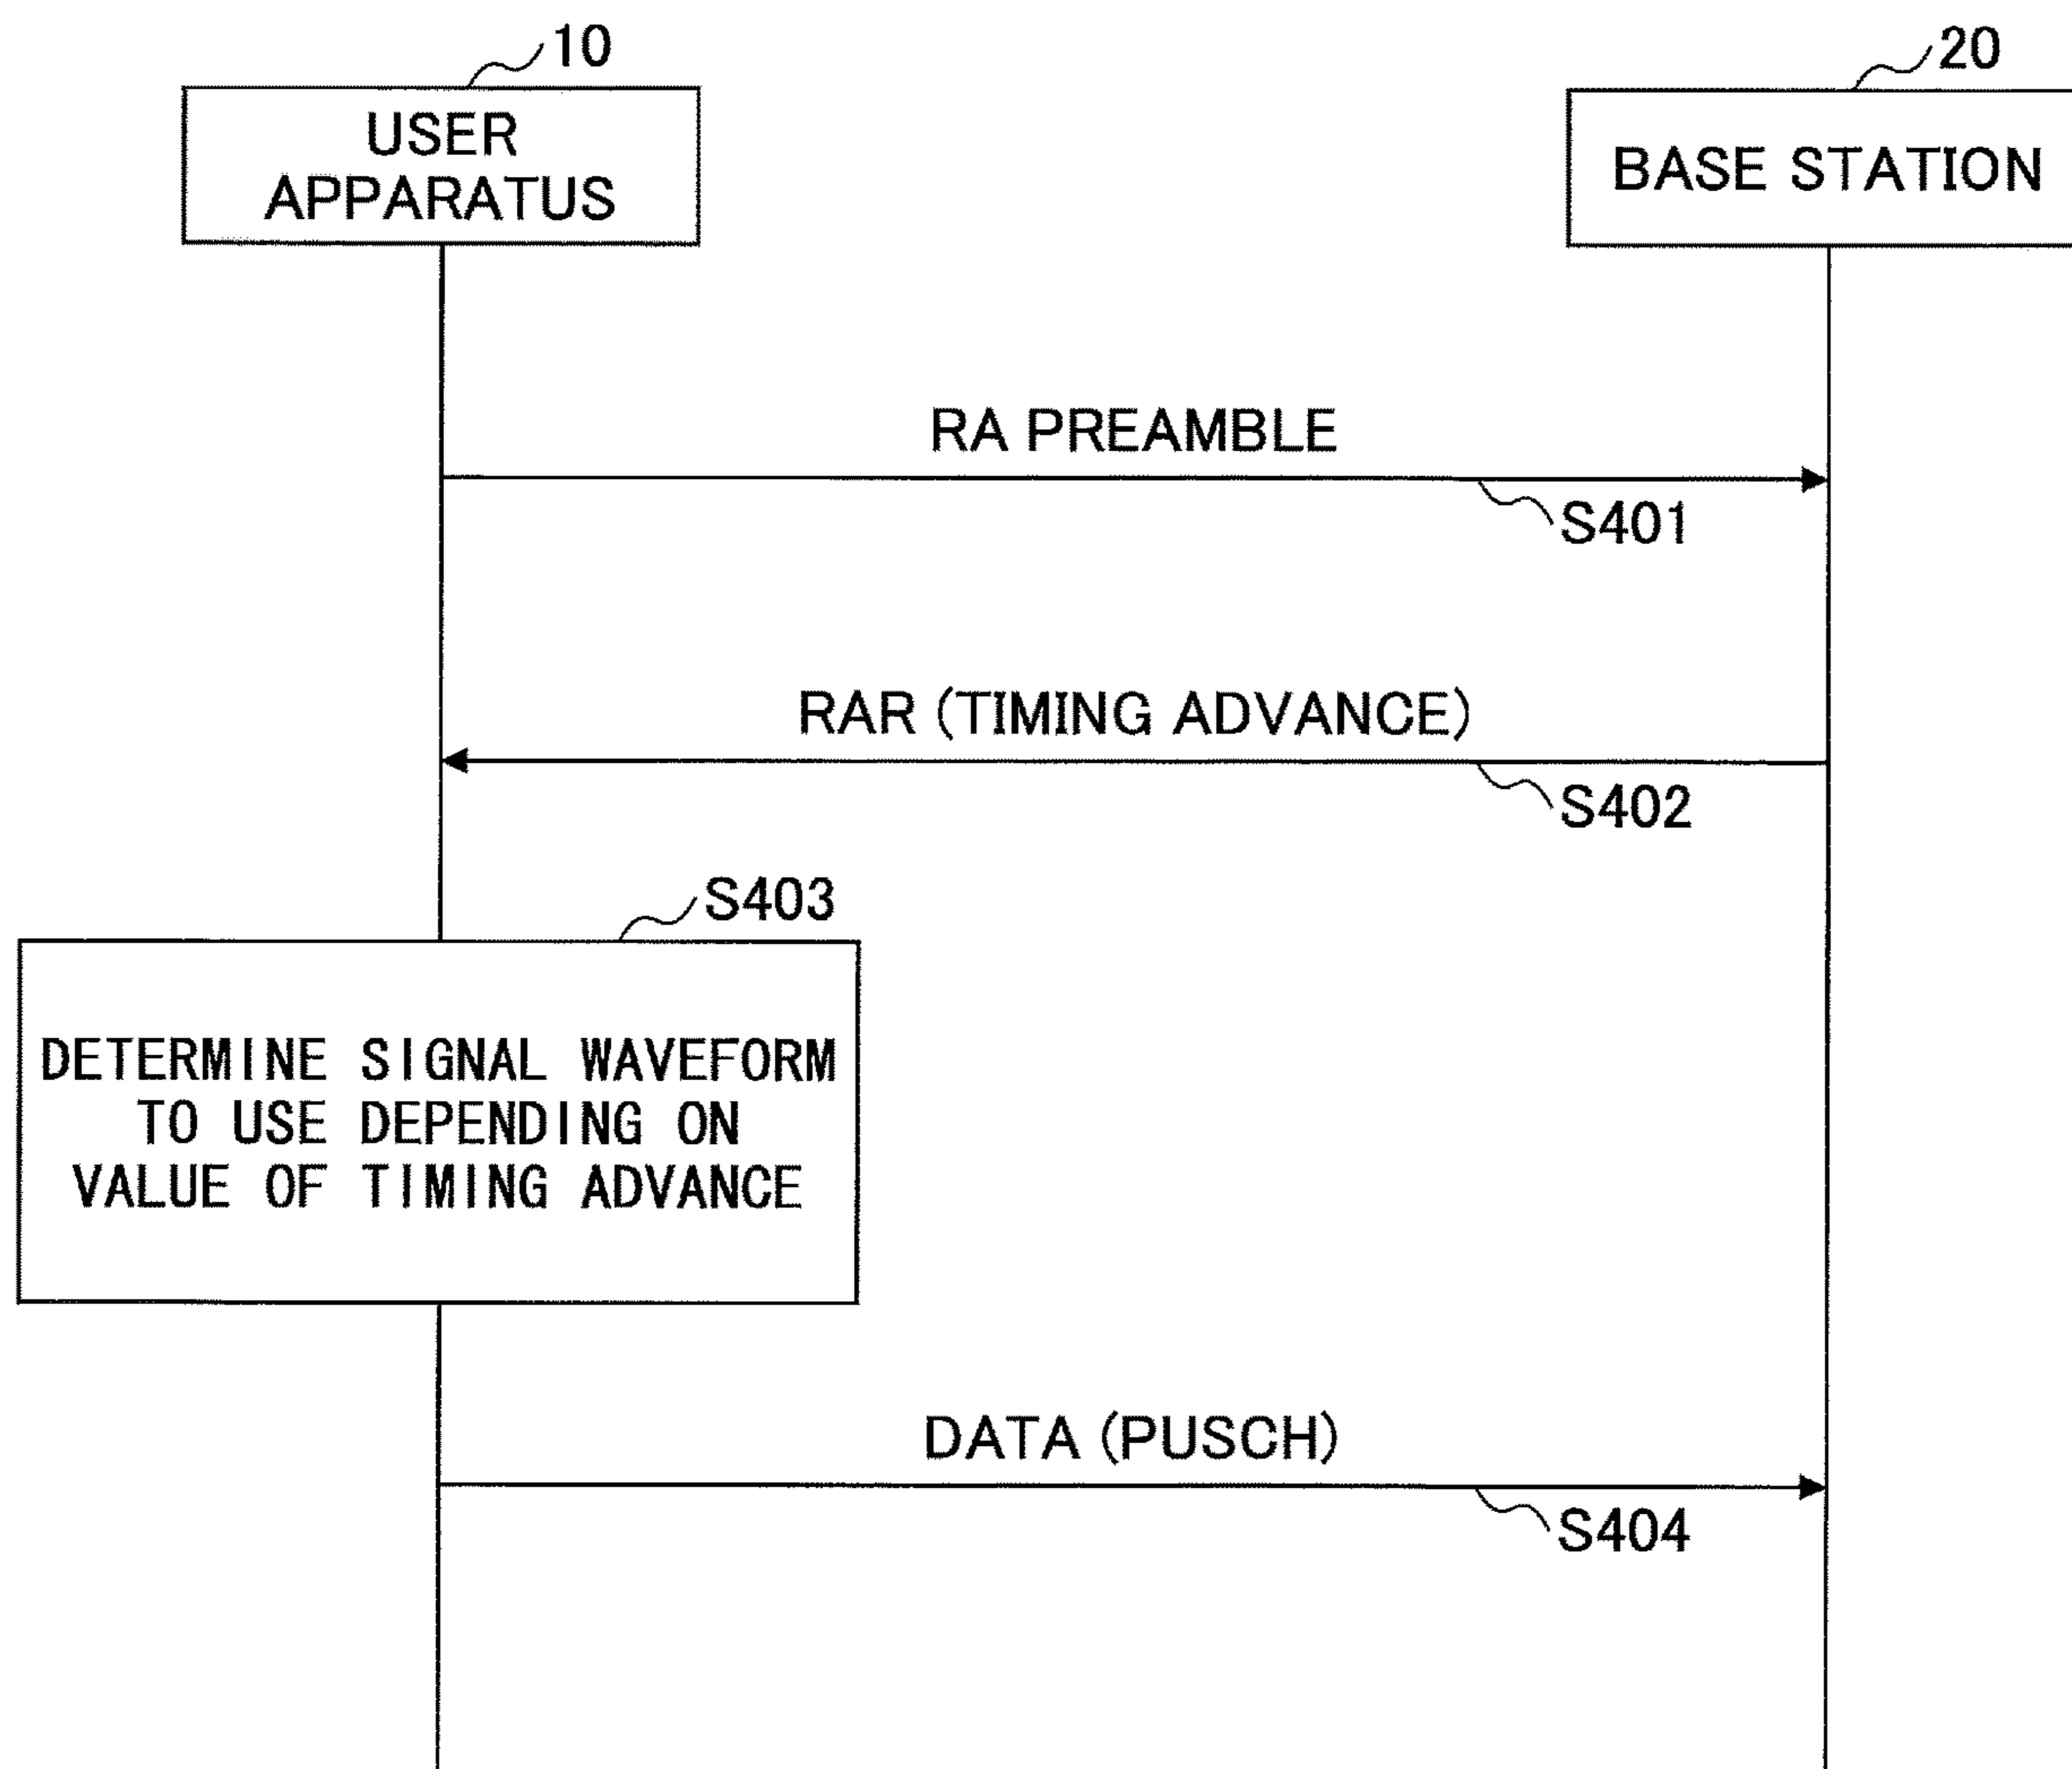 10
20
USER
APPARATUS
BASE STATION
RA PREAMBLE
S401
RAR (TIMING ADVANCE)
S402
S403
DETERMINE SIGNAL WAVEFORM
TO USE DEPENDING ON
VALUE OF TIMING ADVANCE
DATA (PUSCH)
S404